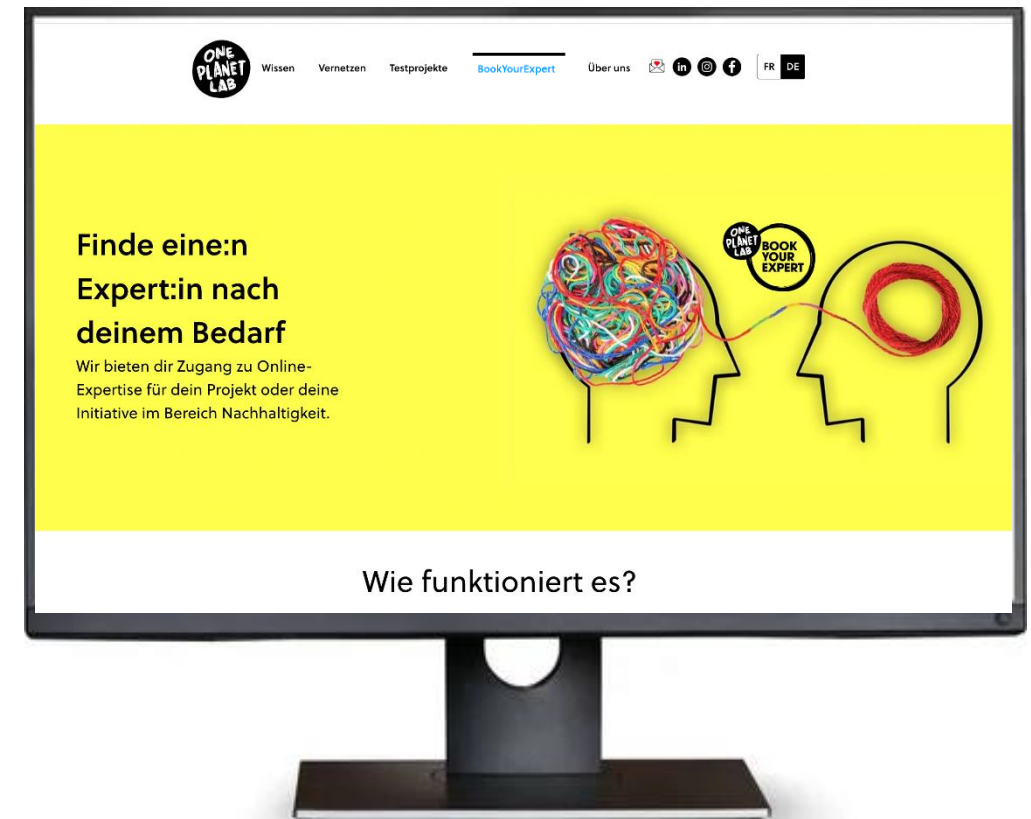 ONE
PLANET
LAB
Wissen Vernetzen Testprojekte BookYourExpert Über uns in f FR DE
Finde eine:n
Expert:in nach
deinem Bedarf
Wir bieten dir Zugang zu Online-
Expertise für dein Projekt oder deine
Initiative im Bereich Nachhaltigkeit.
ONE
PLANET
LAB
BOOK
YOUR
EXPERT
Wie funktioniert es?